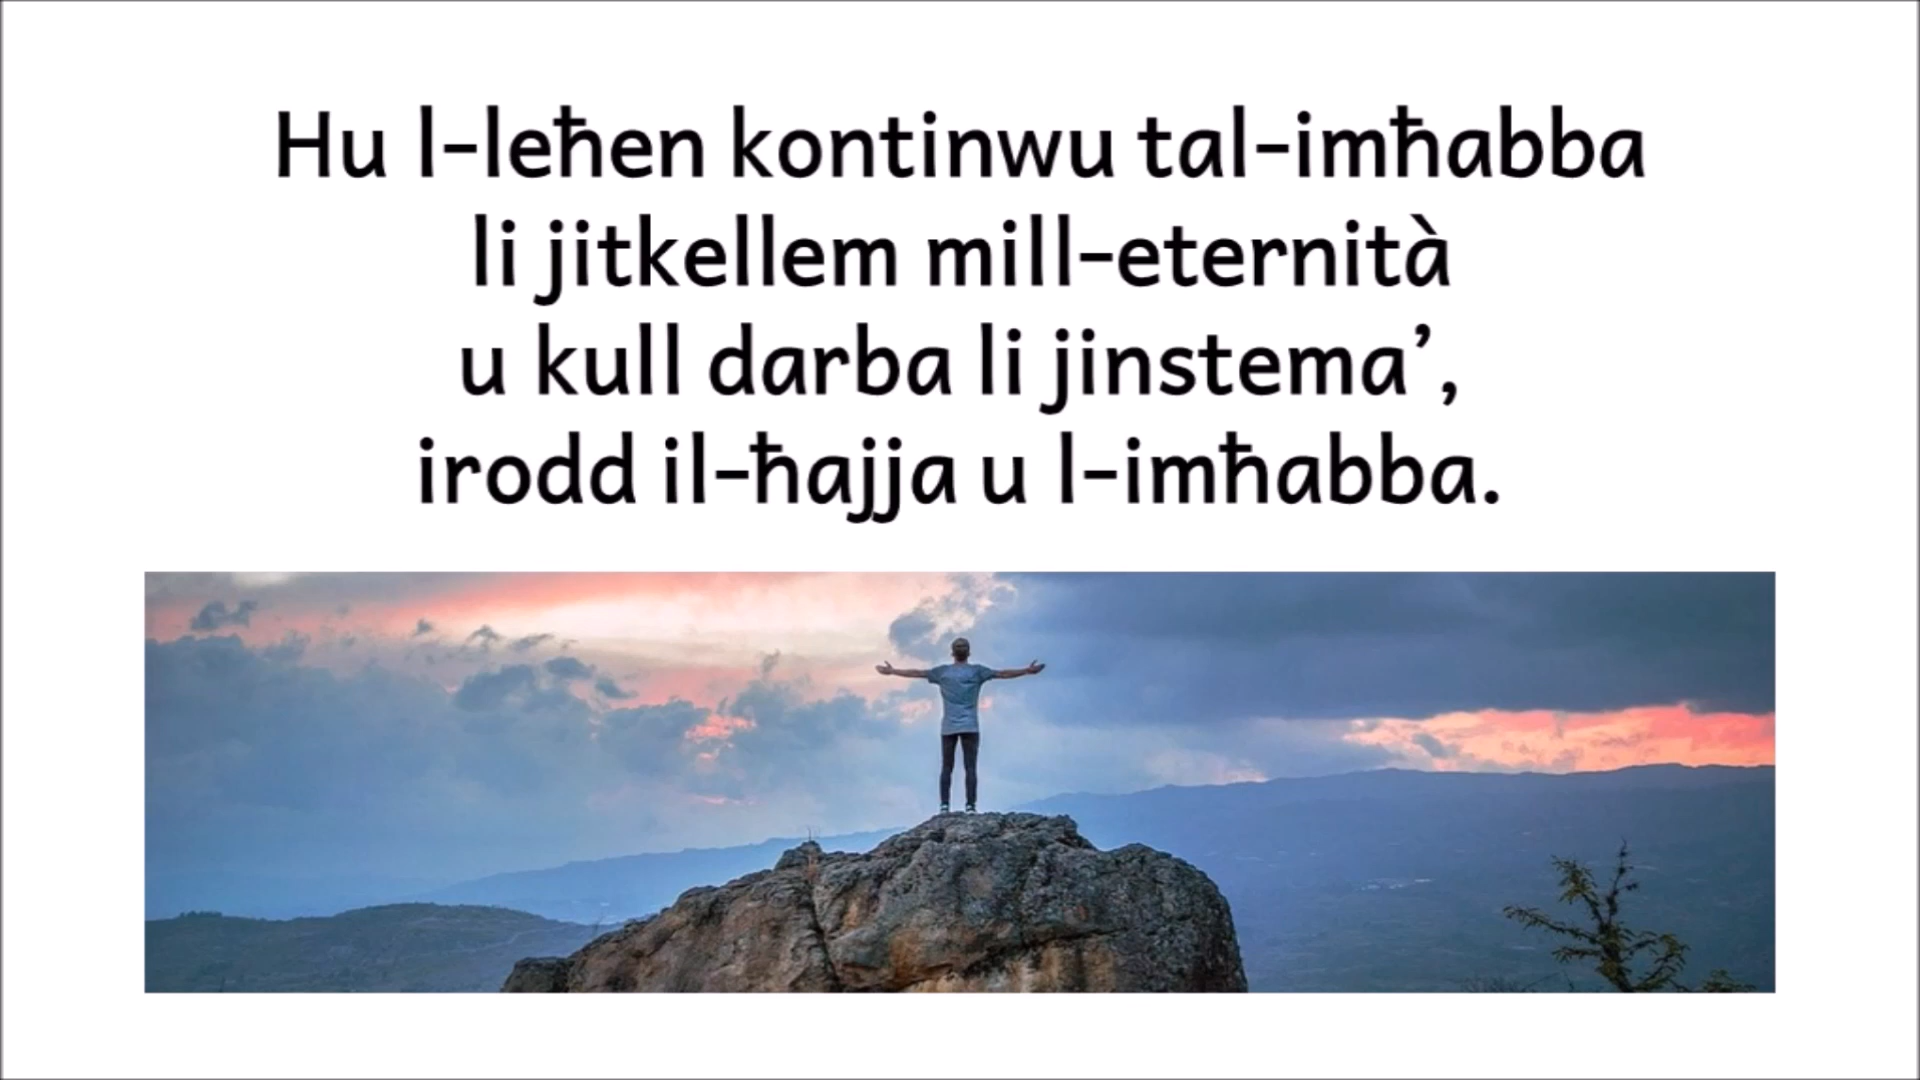 Hu l-leħen kontinwu tal-imħabba
li jitkellem mill-eternità
u kull darba li jinstema’,
irodd il-ħajja u l-imħabba.